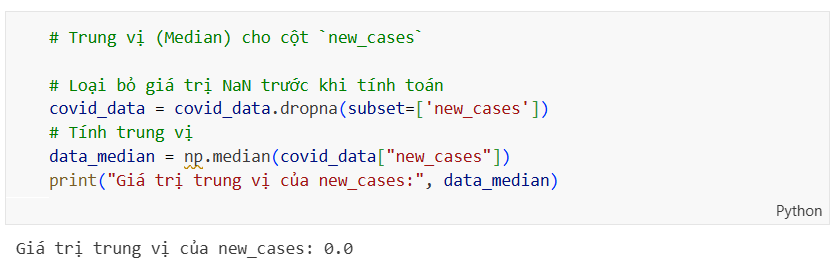 # Trung vị (Median) cho cột `new_cases`
# Loại bỏ giá trị NaN trước khi tính toán
covid_data = covid_data.dropna(subset=['new_cases'])
# Tính trung vị
data_median = np.median(covid_data["new_cases"])
print("Giá trị trung vị của new_cases:", data_median)
Python
Giá trị trung vị của new_cases: 0.0